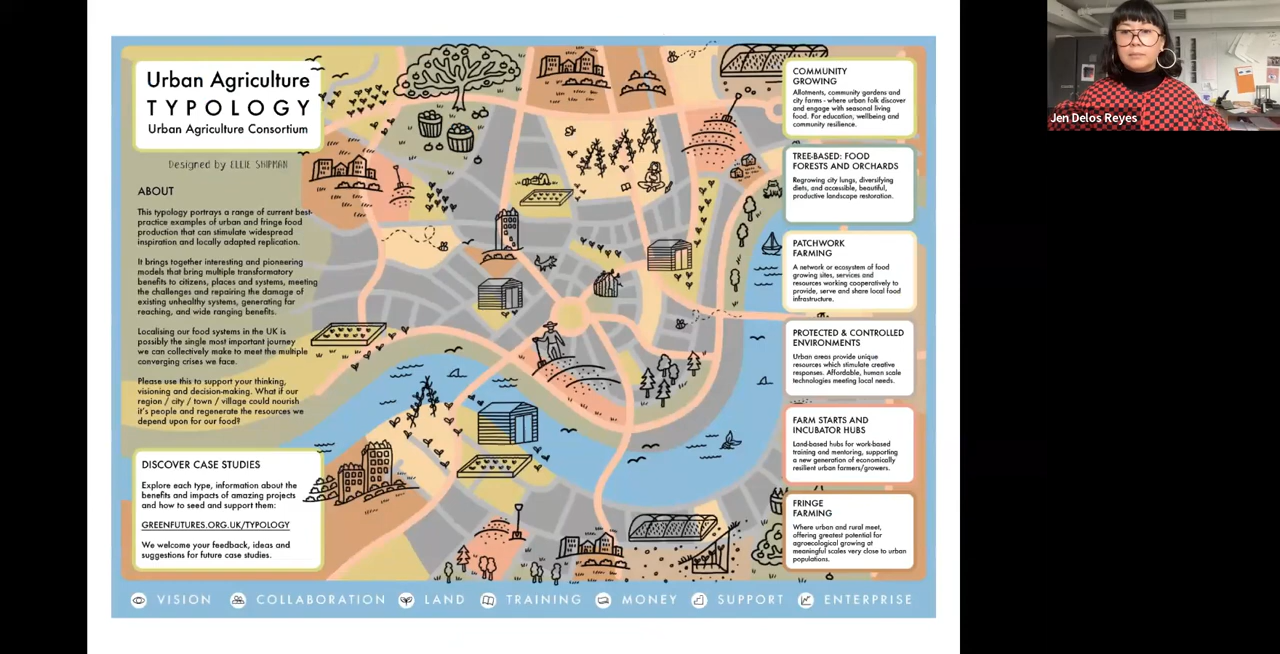 Urban Agriculture
TYPOLOGY
Urban Agriculture Consortium
Designed by ELLIE SHIPMAN
ABOUT
This typology portrays a range of current best-
practice examples of urban and fringe food
production that can stimulate widespread
inspiration and locally adapted replication.
It brings together interesting and pioneering
models that bring multiple transformatory
benefits to citizens, places and systems, meeting
the challenges and repairing the damage of
existing unhealthy systems, generating far
reaching, and wide ranging benefits.
Localising our food systems in the UK is
possibly the single most important journey
we can collectively make to meet the multiple
converging crises we face.
Please use this to support your thinking,
visioning and decision-making. What if our
region / city / town / village could nourish
it's people and regenerate the resources we
depend upon for our food?
DISCOVER CASE STUDIES
Explore each type, information about the
benefits and impacts of amazing projects
and how to seed and support them:
GREENFUTURES.ORG.UK/TYPOLOGY
We welcome your feedback, ideas and
suggestions for future case studies.
COMMUNITY
GROWING
Allotments, community gardens and
city farms - where urban folk discover
and engage with seasonal living
food. For education, wellbeing and
community resilience.
TREE-BASED: FOOD
FORESTS AND ORCHARDS
Regrowing city lungs, diversifying
diets, and accessible, beautiful,
productive landscape restoration.
PATCHWORK
FARMING
A network or ecosystem of food
growing sites, services and
resources working cooperatively to
provide, serve and share local food
infrastructure.
PROTECTED & CONTROLLED
ENVIRONMENTS
Urban areas provide unique
resources which stimulate creative
responses. Affordable, human scale
technologies meeting local needs.
FARM STARTS AND
INCUBATOR HUBS
Land-based hubs for work-based
training and mentoring, supporting
a new generation of economically
resilient urban farmers/growers.
FRINGE
FARMING
Where urban and rural meet,
offering greatest potential for
agroecological growing at
meaningful scales very close to urban
populations.
VISION COLLABORATION LAND TRAINING MONEY SUPPORT ENTERPRISE
Jen Delos Reyes